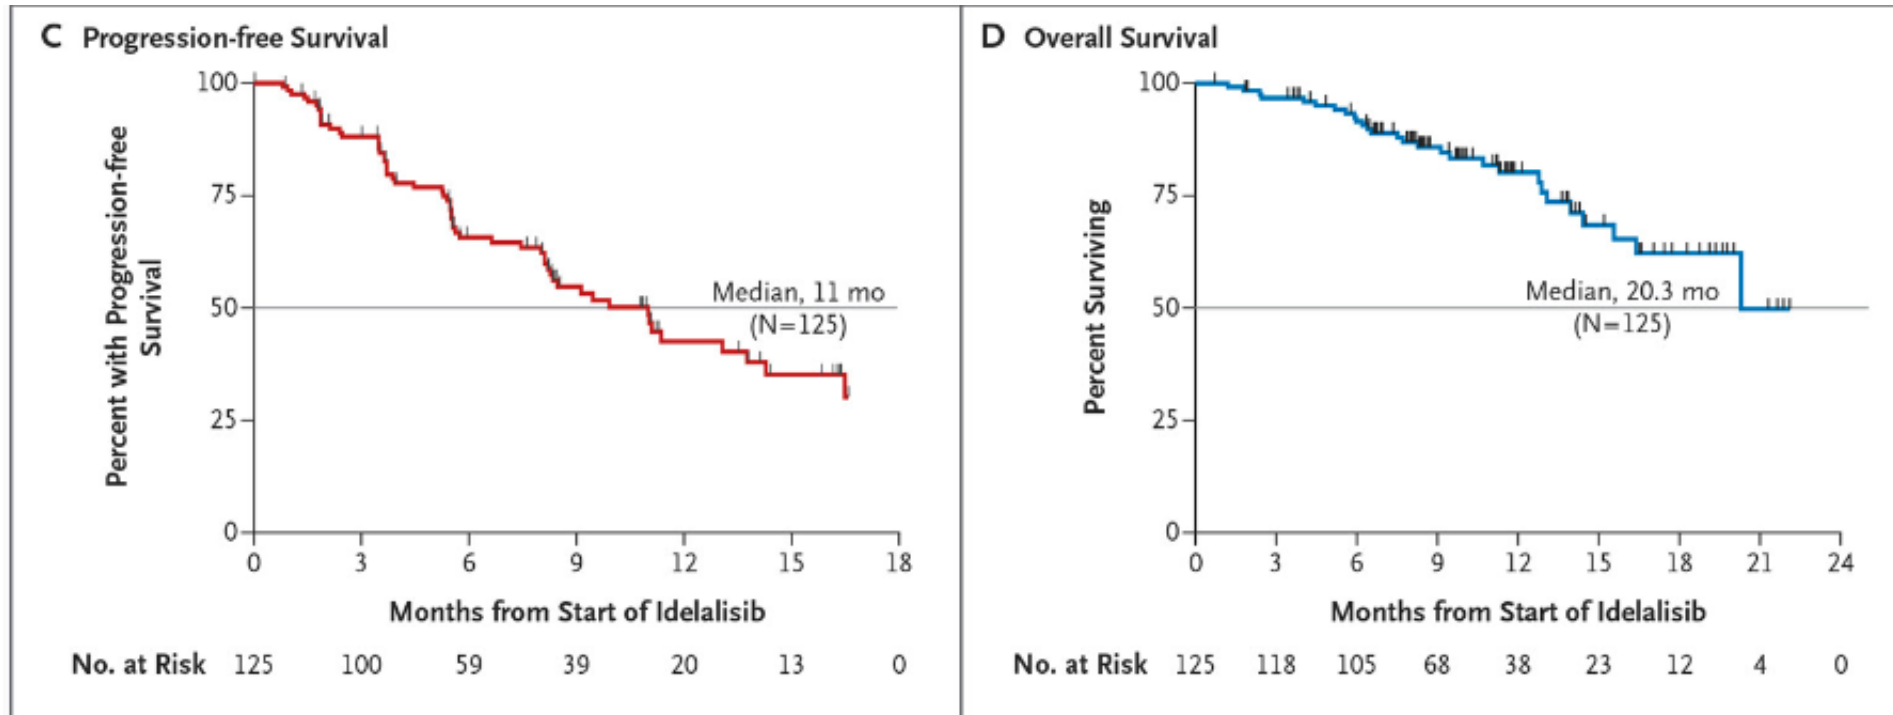 C Progression-free Survival
Percent with Progression-free
Survival
100
75
50
25
0
Median, 11 mo
(N=125)
0 3 6 9 12 15 18
Months from Start of Idelalisib
No. at Risk 125 100 59 39 20 13 0
D Overall Survival
Percent Surviving
100
75
50
25
0
Median, 20.3 mo
(N=125)
0 3 6 9 12 15 18 21 24
Months from Start of Idelalisib
No. at Risk 125 118 105 68 38 23 12 4 0